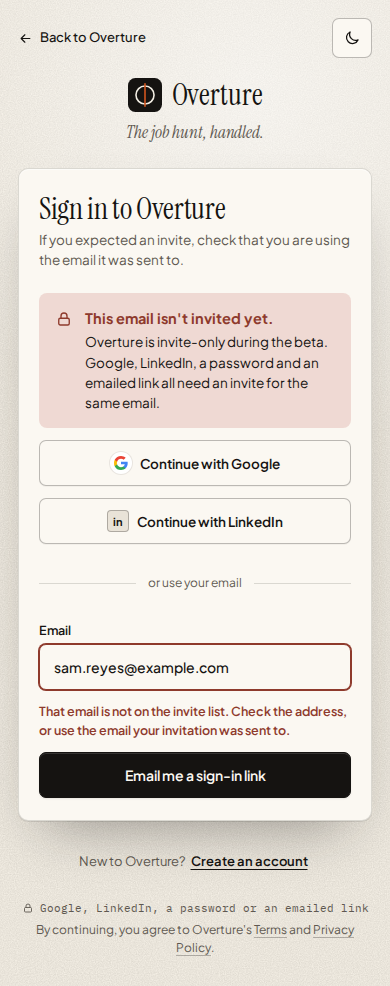 ← Back to Overture
Overture
The job hunt, handled.
Sign in to Overture
If you expected an invite, check that you are using
the email it was sent to.
This email isn't invited yet.
Overture is invite-only during the beta.
Google, LinkedIn, a password and an
emailed link all need an invite for the
same email.
Continue with Google
in Continue with LinkedIn
or use your email
Email
sam.reyes@example.com
That email is not on the invite list. Check the address,
or use the email your invitation was sent to.
Email me a sign-in link
New to Overture? Create an account
Google, LinkedIn, a password or an emailed link
By continuing, you agree to Overture's Terms and Privacy
Policy.